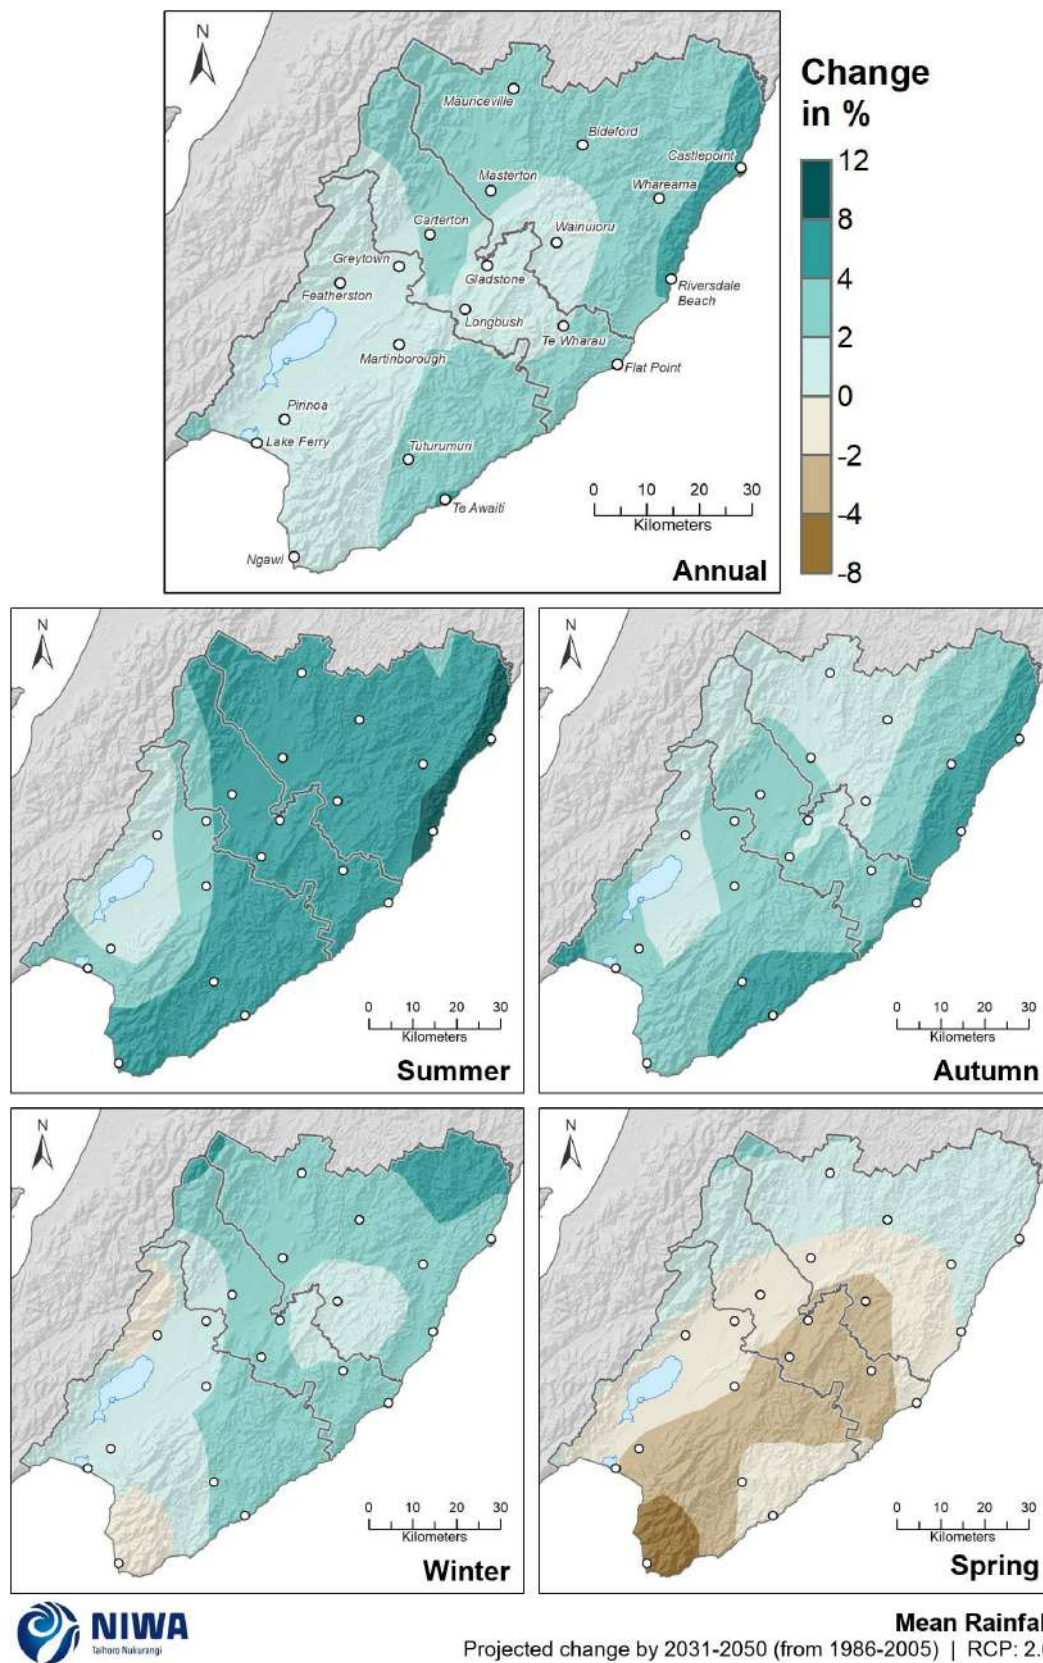 N
Mauriceville
Bideford
Castlepoint
Masterton
Whareama
Carterton
Wainuioru
Greytown
Gladstone
Featherston
Riversdale
Beach
Longbush
Te Wharau
Martinborough
Flat Point
Pirinoa
Lake Ferry
Tuturumuri
Te Awaiti
Ngawi
0 10 20 30
Kilometers
Annual
Change
in %
12
8
4
2
0
-2
-4
-8
N
0 10 20 30
Kilometers
Summer
N
0 10 20 30
Kilometers
Autumn
N
0 10 20 30
Kilometers
Winter
N
0 10 20 30
Kilometers
Spring
NIWA
Taihoro Nukurangi
Mean Rainfal
Projected change by 2031-2050 (from 1986-2005) | RCP: 2.